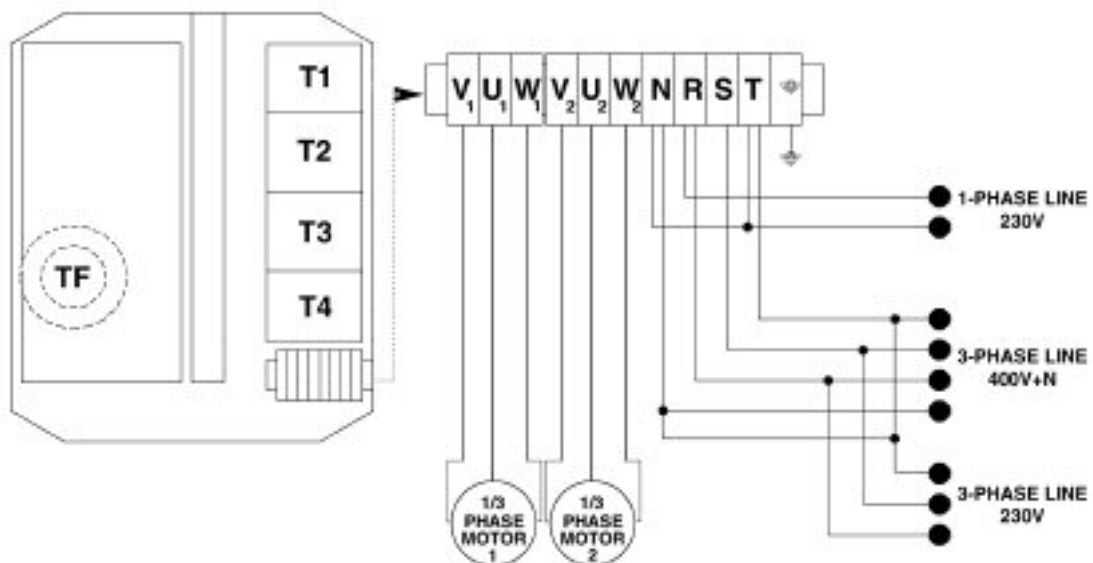 T1
T2
T3
T4
TF
V1 U1 W1 V2 U2 W2 N R S T
1-PHASE LINE
230V
3-PHASE LINE
400V+N
3-PHASE LINE
230V
1/3
PHASE
MOTOR
1
1/3
PHASE
MOTOR
2